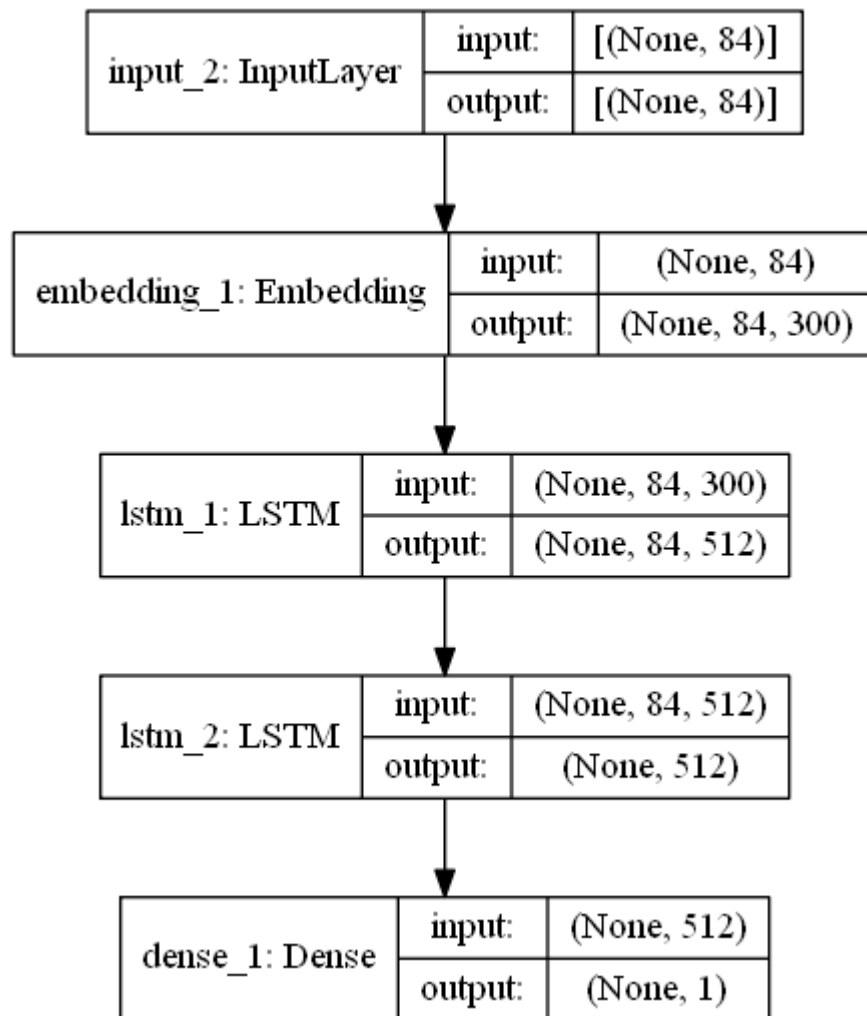 input_2: InputLayer
input:
[(None, 84)]
output:
[(None, 84)]
embedding_1: Embedding
input:
(None, 84)
output:
(None, 84, 300)
lstm_1: LSTM
input:
(None, 84, 300)
output:
(None, 84, 512)
lstm_2: LSTM
input:
(None, 84, 512)
output:
(None, 512)
dense_1: Dense
input:
(None, 512)
output:
(None, 1)